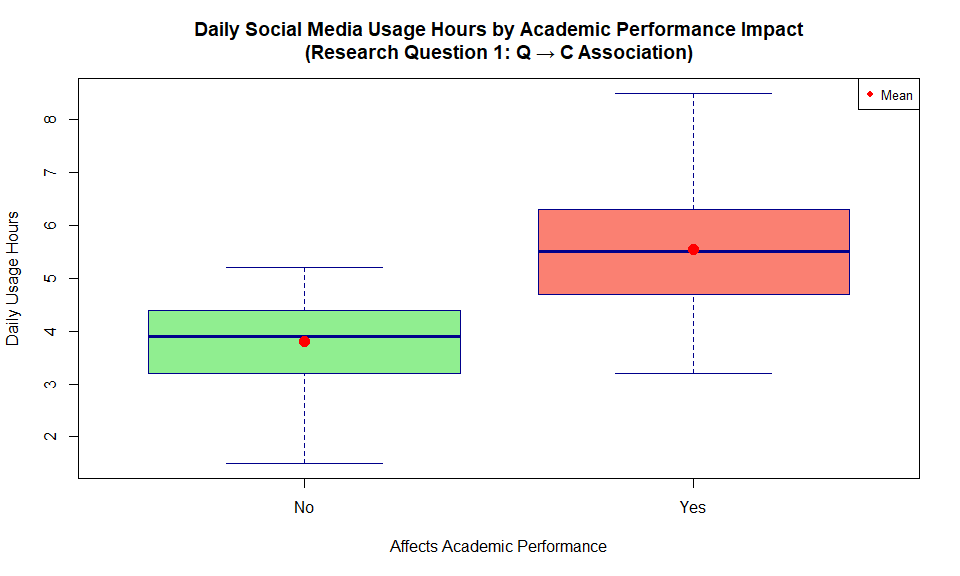 Daily Social Media Usage Hours by Academic Performance Impact
(Research Question 1: Q → C Association)
Mean
8
7
6
5
4
3
2
Daily Usage Hours
No
Yes
Affects Academic Performance